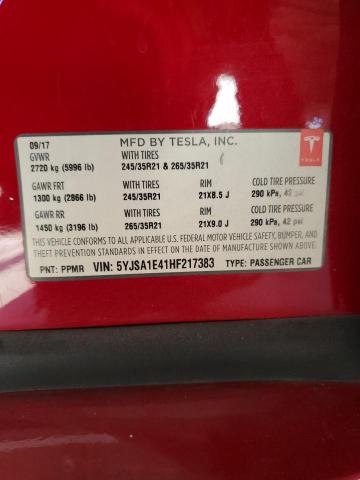 09/17 MFD BY TESLA, INC.
GVWR WITH TIRES
2720 kg (5996 lb) 245/35R21 & 265/35R21
TESLA
GAWR FRT WITH TIRES RIM COLD TIRE PRESSURE
1300 kg (2866 lb) 245/35R21 21X8.5 J 290 kPa, 42 psi
GAWR RR WITH TIRES RIM COLD TIRE PRESSURE
1450 kg (3196 lb) 265/35R21 21X9.0 J 290 kPa, 42 psi
THIS VEHICLE CONFORMS TO ALL APPLICABLE U.S. FEDERAL MOTOR VEHICLE SAFETY, BUMPER,
AND THEFT PREVENTION STANDARDS IN EFFECT ON THE DATE OF MANUFACTURE SHOWN ABOVE.
PNT: PPMR VIN: 5YJSA1E41HF217383 TYPE: PASSENGER CAR